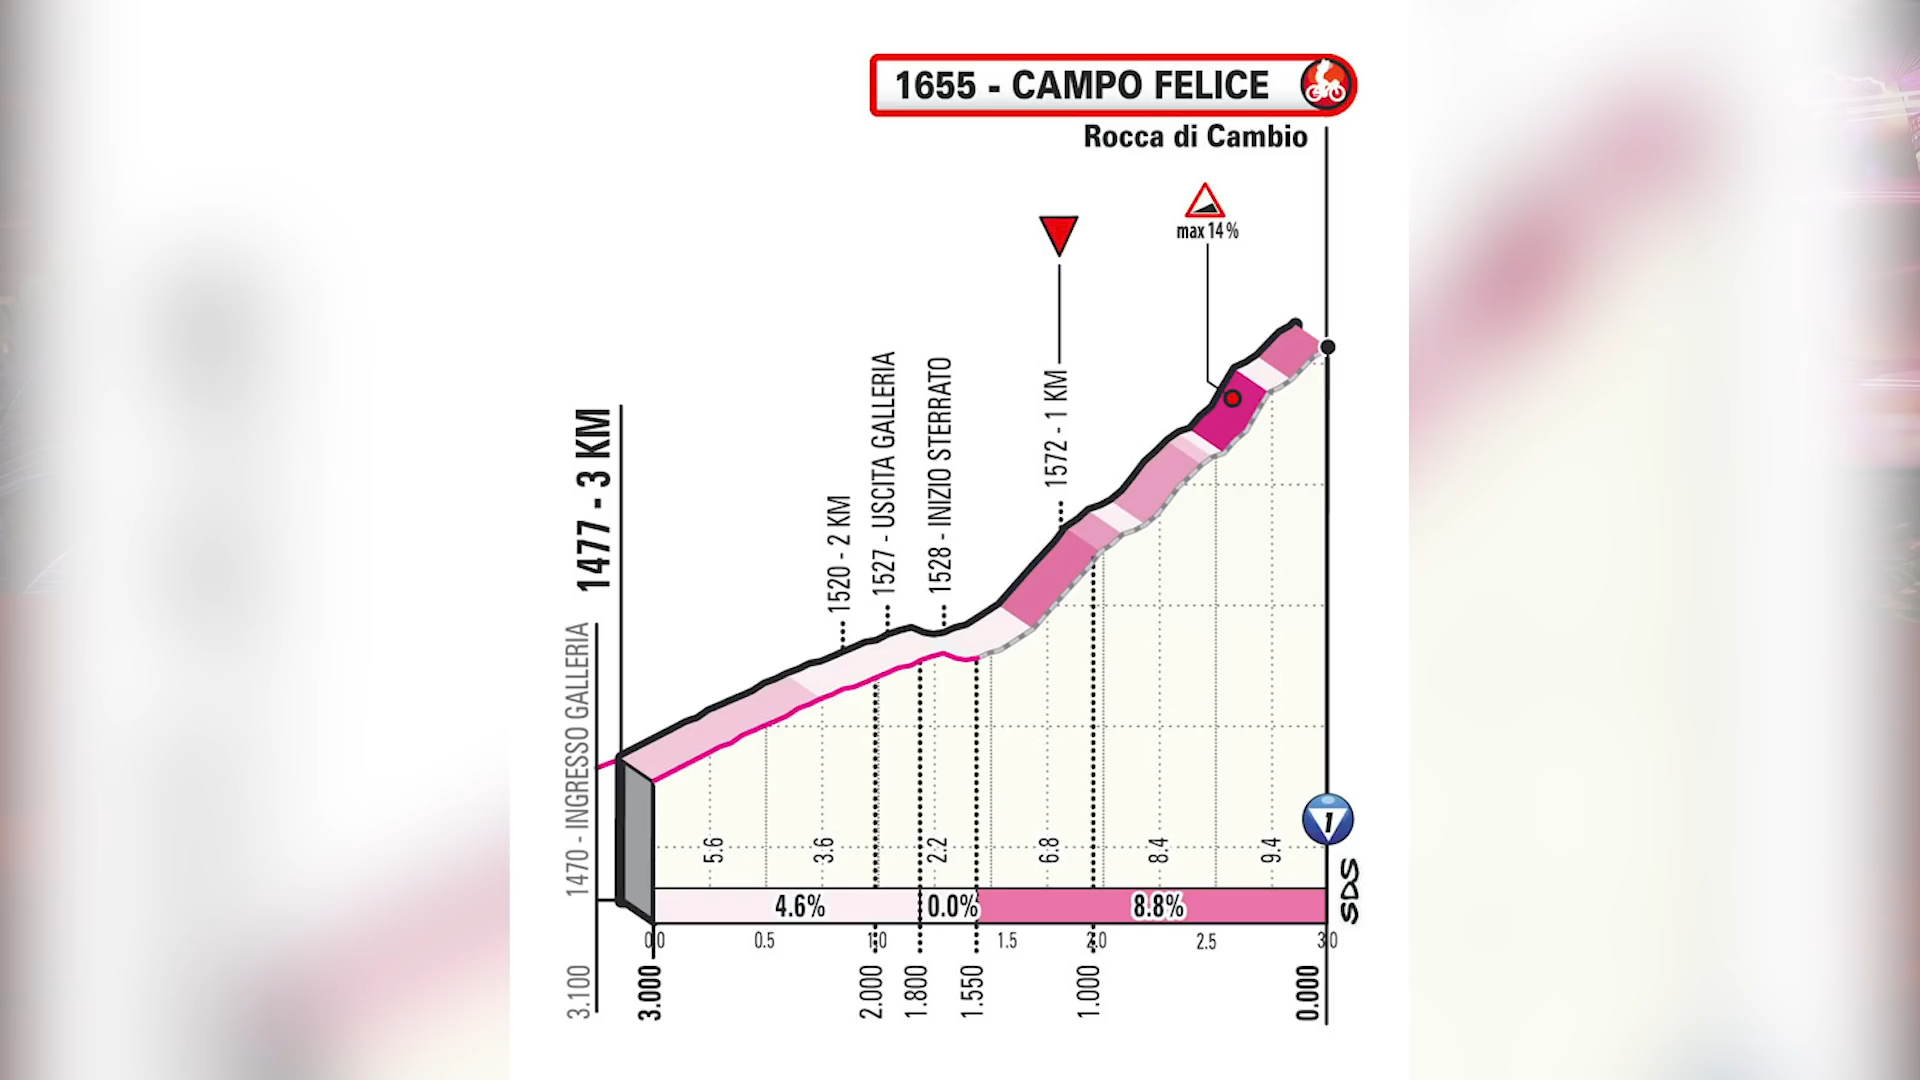 1655 - CAMPO FELICE
Rocca di Cambio
max 14%
1477 - 3 KM
1470 - INGRESSO GALLERIA
1520 - 2 KM
1527 - USCITA GALLERIA
1528 - INIZIO STERRATO
1572 - 1 KM
5.6
3.6
2.2
6.8
8.4
9.4
1
SDS
4.6%
0.0%
8.8%
0.0
0.5
1.0
1.5
2.0
2.5
3.0
3.100
3.000
2.000
1.800
1.550
1.000
0.000